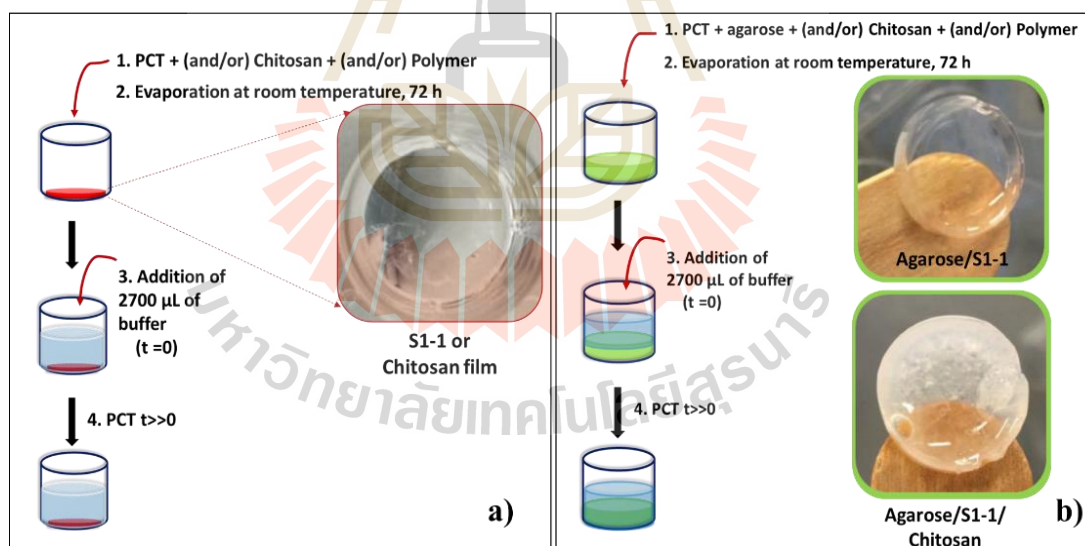 1. PCT + (and/or) Chitosan + (and/or) Polymer
2. Evaporation at room temperature, 72 h
3. Addition of
2700 µL of
buffer
(t =0)
S1-1 or
Chitosan film
4. PCT t>>0
a)
1. PCT + agarose + (and/or) Chitosan + (and/or) Polymer
2. Evaporation at room temperature, 72 h
Agarose/S1-1
3. Addition of
2700 µL of buffer
(t =0)
4. PCT t>>0
Agarose/S1-1/
Chitosan
b)
มหาวิทยาลัยเทคโนโลยีสุรนารี